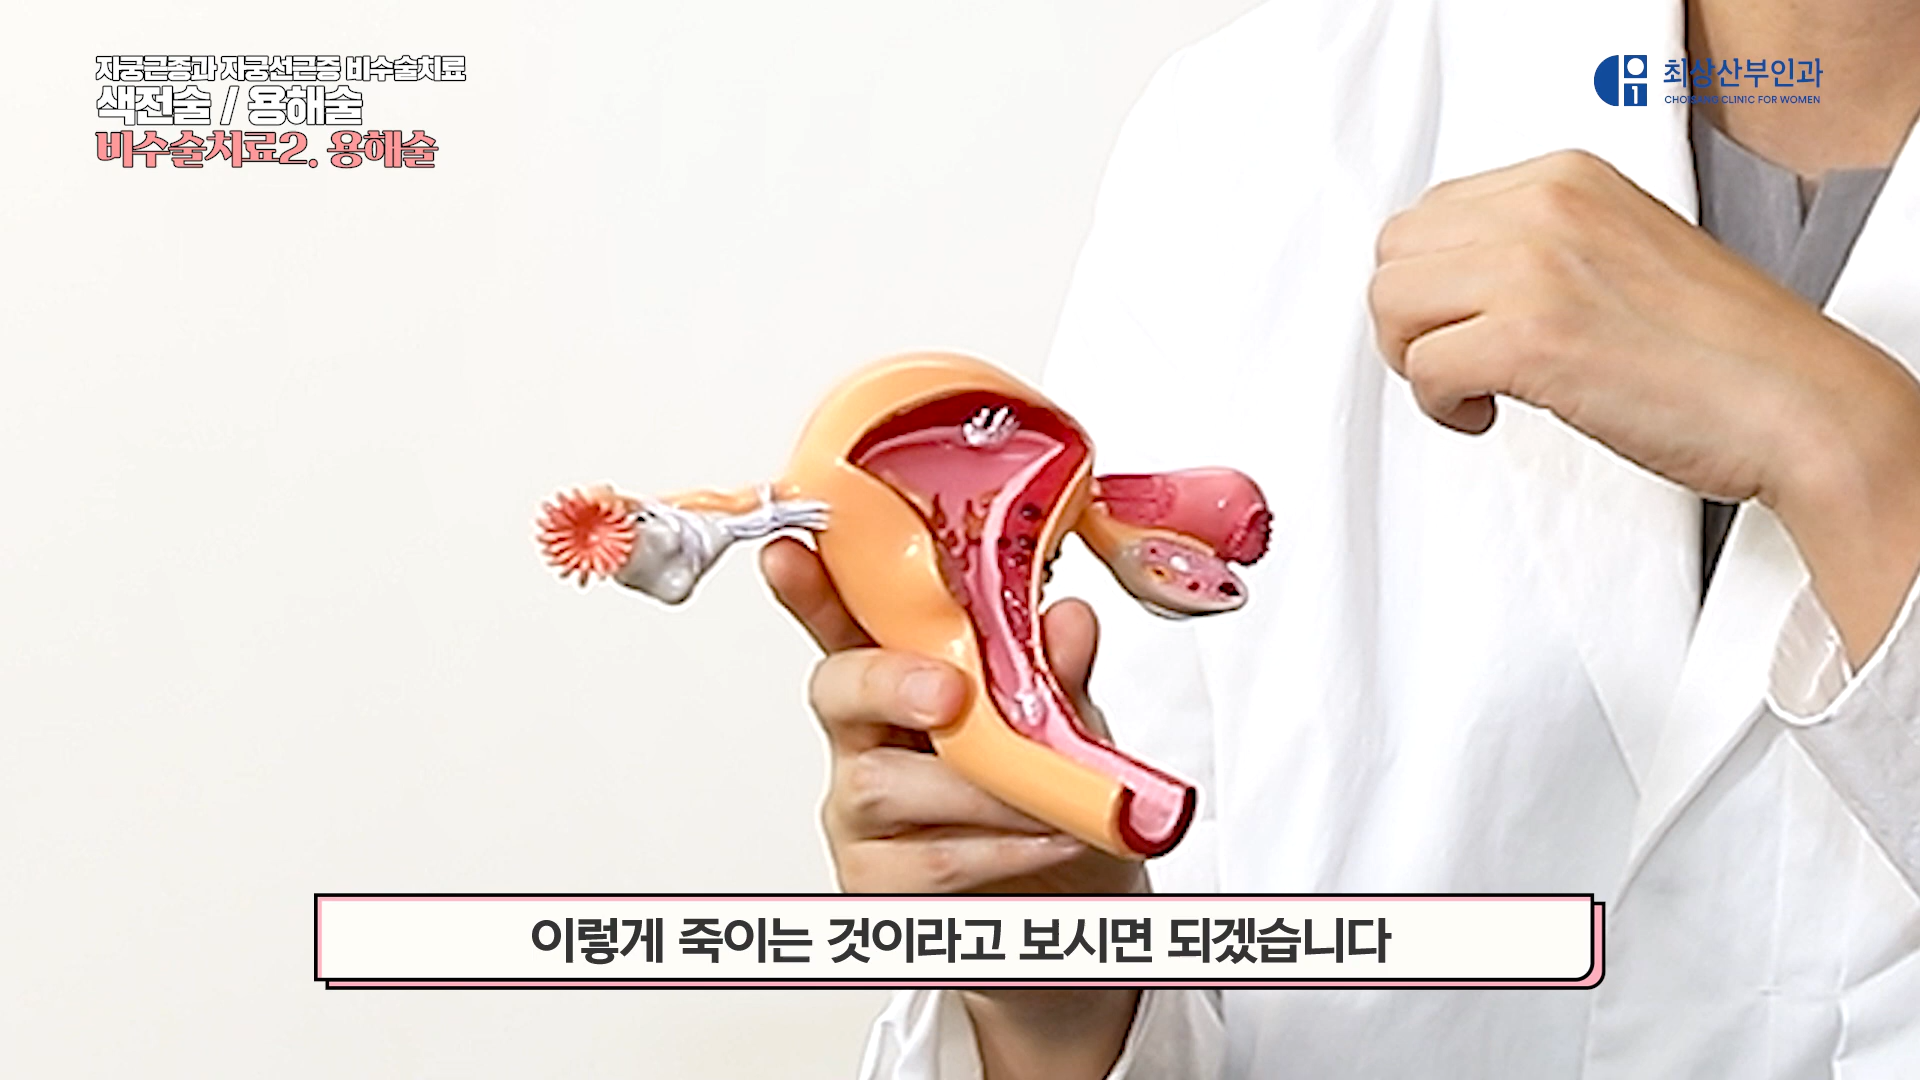 자궁근종과 자궁선근증 비수술치료
색전술 / 용해술
비수술치료2. 용해술
최상산부인과
CHOISANG CLINIC FOR WOMEN
이렇게 죽이는 것이라고 보시면 되겠습니다